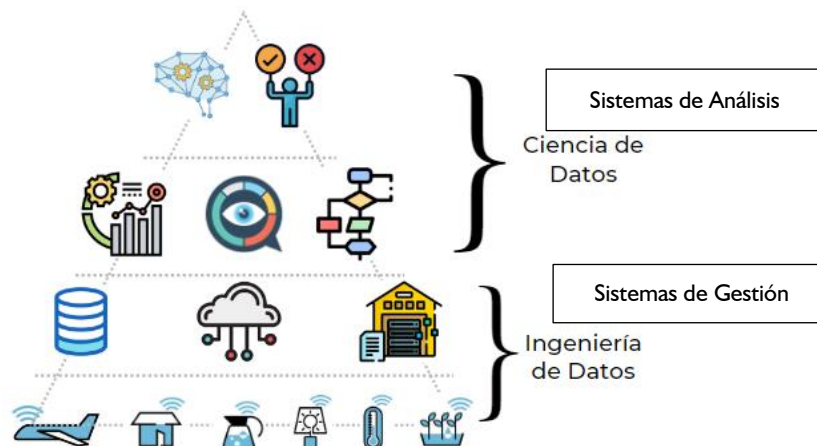 Sistemas de Análisis
Ciencia de
Datos
Sistemas de Gestión
Ingeniería
de Datos